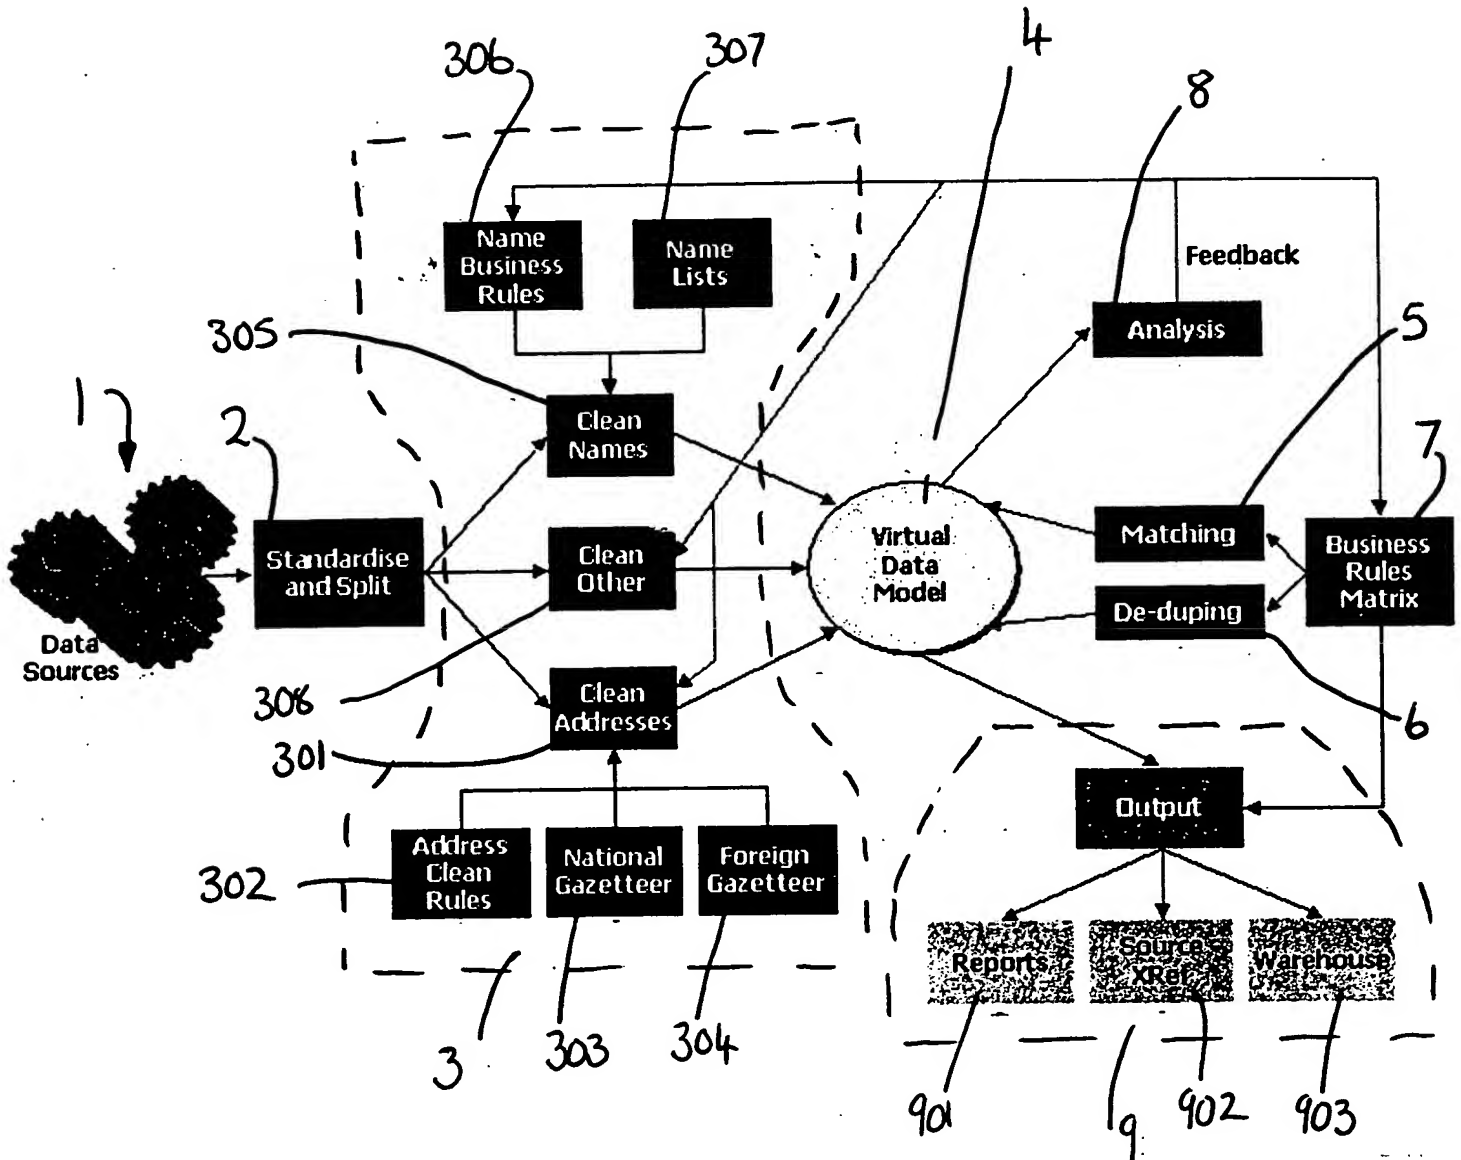 306
307
4
8
Name
Business
Rules
Name
Lists
Feedback
305
Analysis
5
1
2
Clean
Names
7
Standardise
and Split
Clean
Other
Virtual
Data
Model
Matching
De-duping
Business
Rules
Matrix
Data
Sources
308
301
Clean
Addresses
6
Output
302
Address
Clean
Rules
National
Gazetteer
Foreign
Gazetteer
Reports
Source
XRef
Warehouse
3
303
304
901
9
902
903